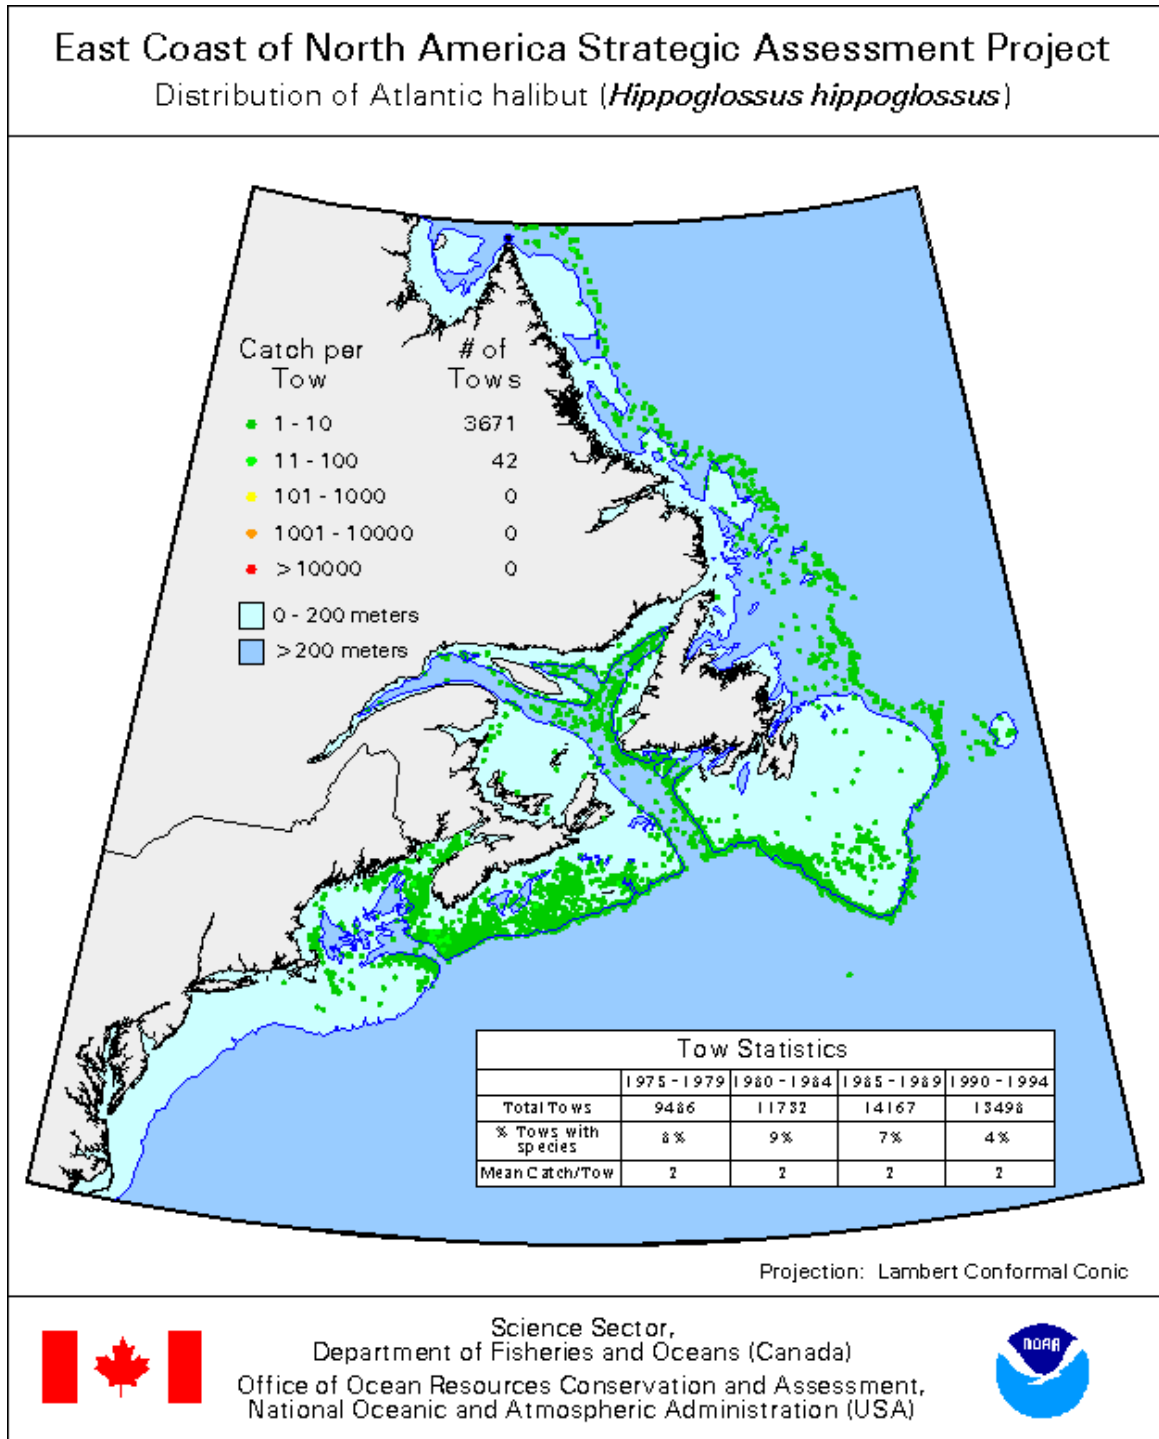 East Coast of North America Strategic Assessment Project
Distribution of Atlantic halibut (Hippoglossus hippoglossus)
Catch per Tow # of Tows
1 - 10 3671
11 - 100 42
101 - 1000 0
1001 - 10000 0
> 10000 0
0 - 200 meters
> 200 meters
Tow Statistics
1975 - 1979 1980 - 1984 1985 - 1989 1990 - 1994
Total Tows 9486 11732 14167 13498
% Tows with species 8% 9% 7% 4%
Mean Catch/Tow 2 2 2 2
Projection: Lambert Conformal Conic
Science Sector,
Department of Fisheries and Oceans (Canada)
Office of Ocean Resources Conservation and Assessment,
National Oceanic and Atmospheric Administration (USA)
NOAA